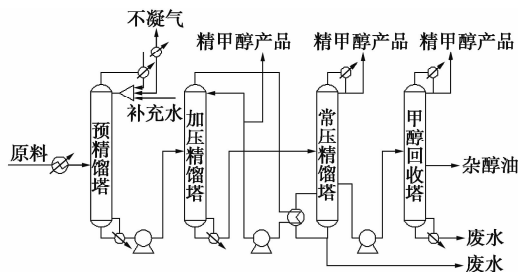 不凝气
精甲醇产品
精甲醇产品
精甲醇产品
补充水
原料
预精馏塔
加压精馏塔
常压精馏塔
甲醇回收塔
杂醇油
废水
废水